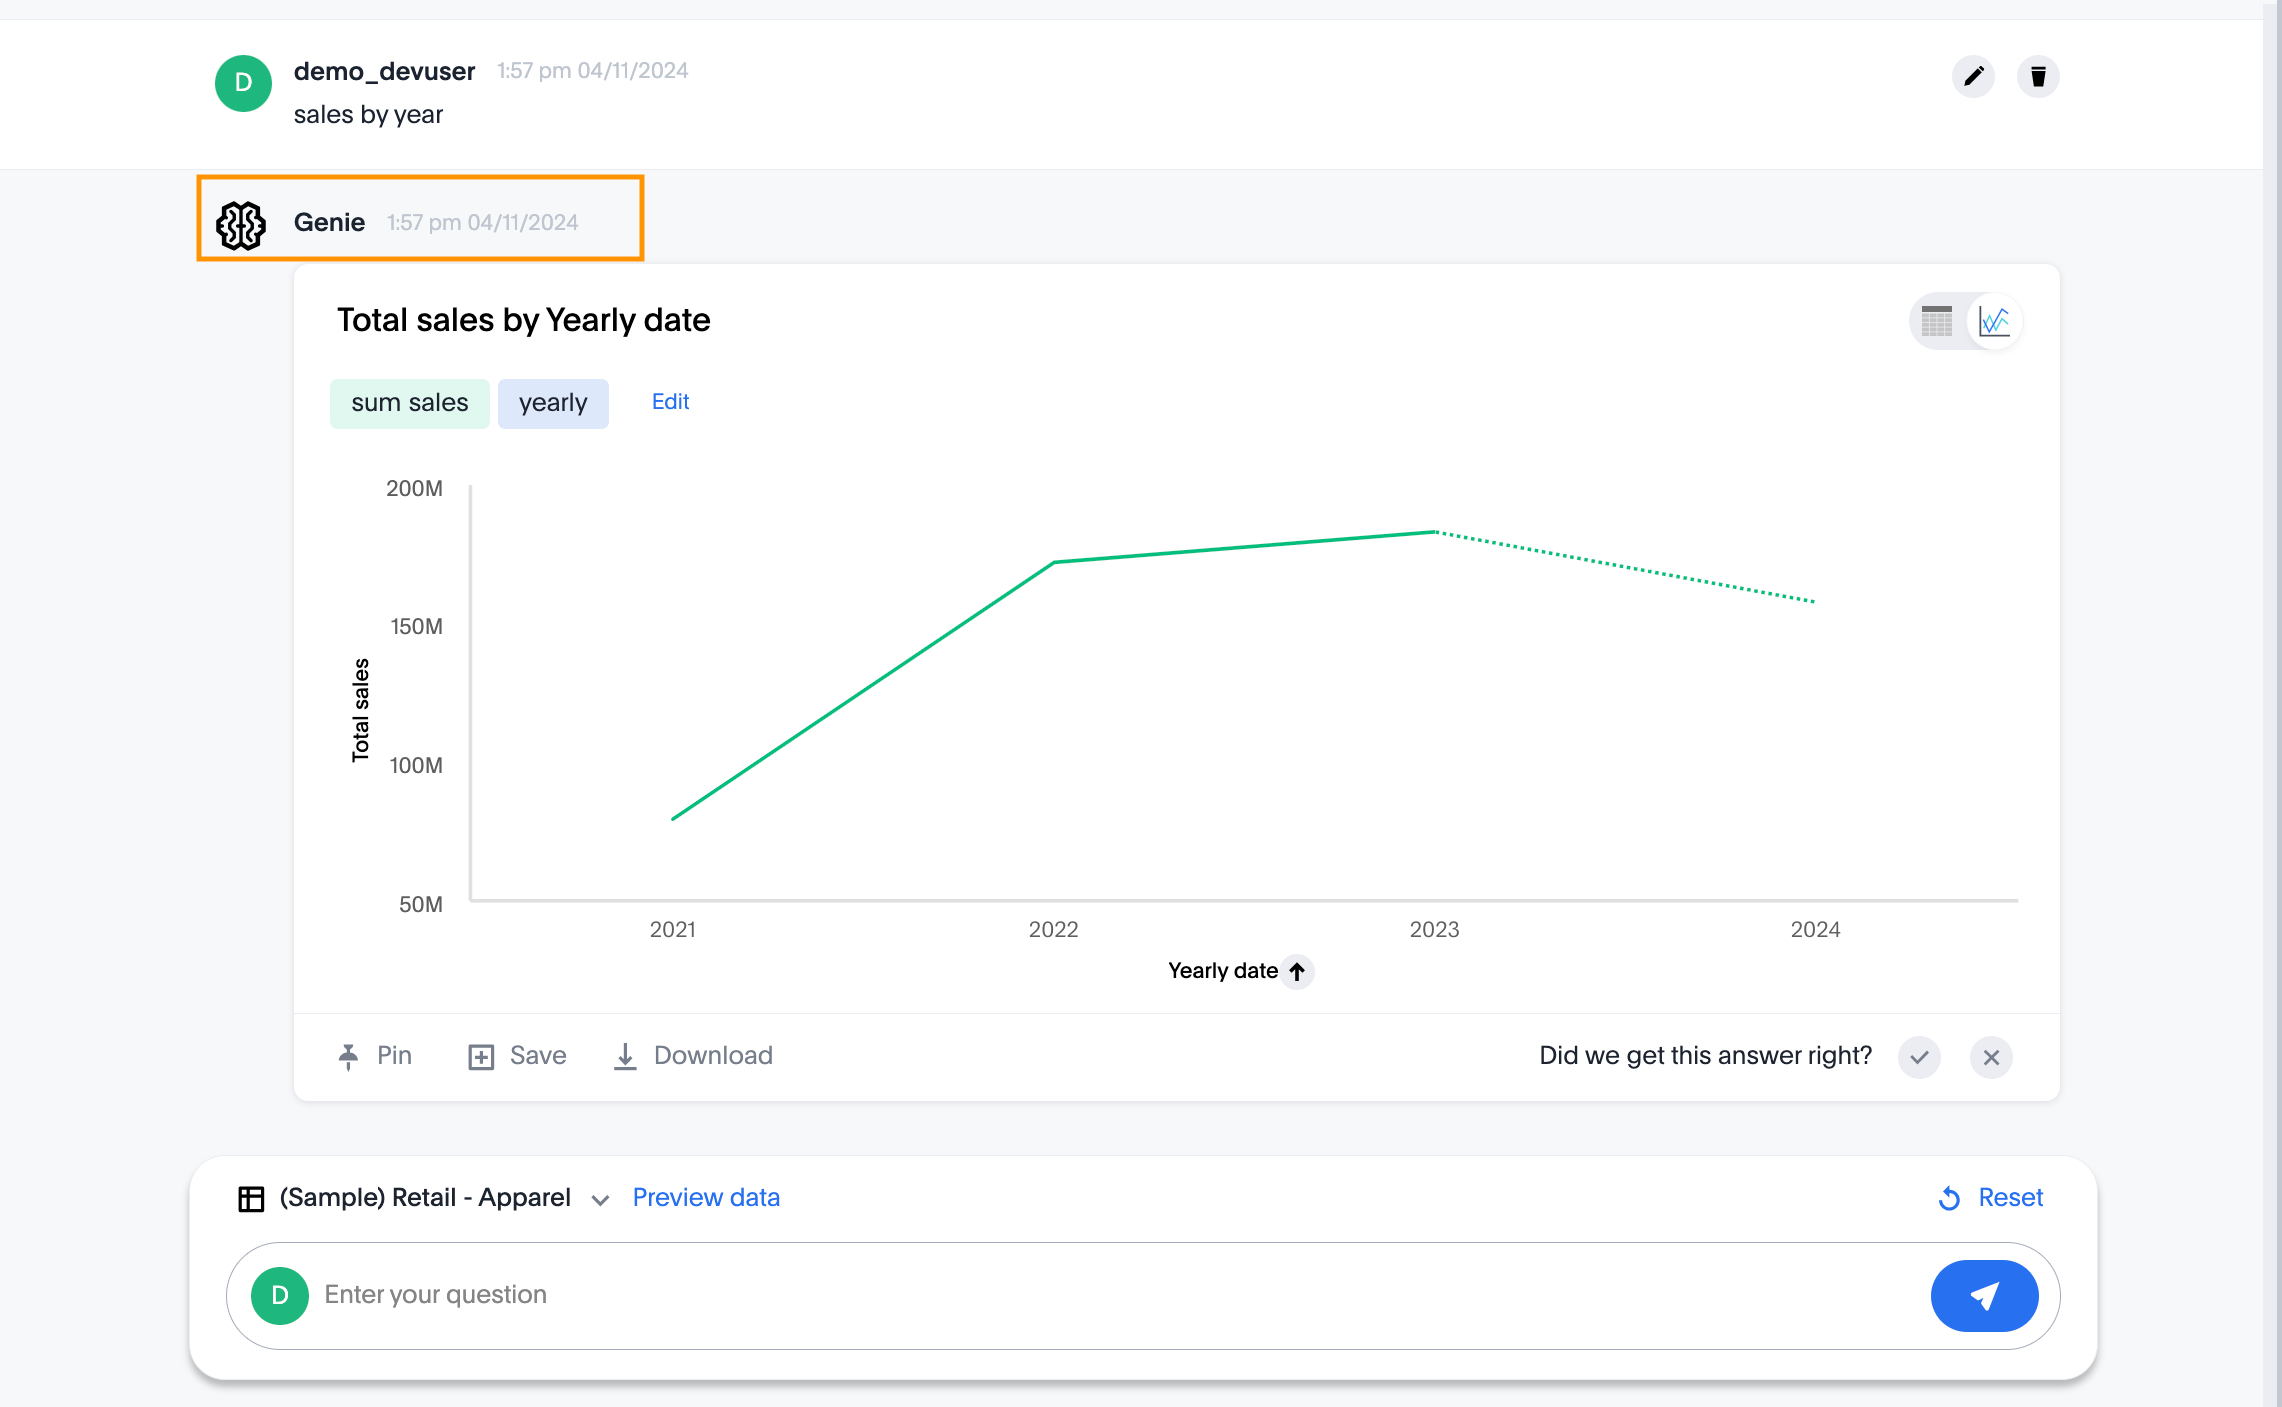 D
demo_devuser 1:57 pm 04/11/2024
sales by year
Genie 1:57 pm 04/11/2024
Total sales by Yearly date
sum sales yearly Edit
200M
150M
100M
50M
Total sales
2021 2022 2023 2024
Yearly date
Pin Save Download Did we get this answer right?
(Sample) Retail - Apparel Preview data Reset
D Enter your question